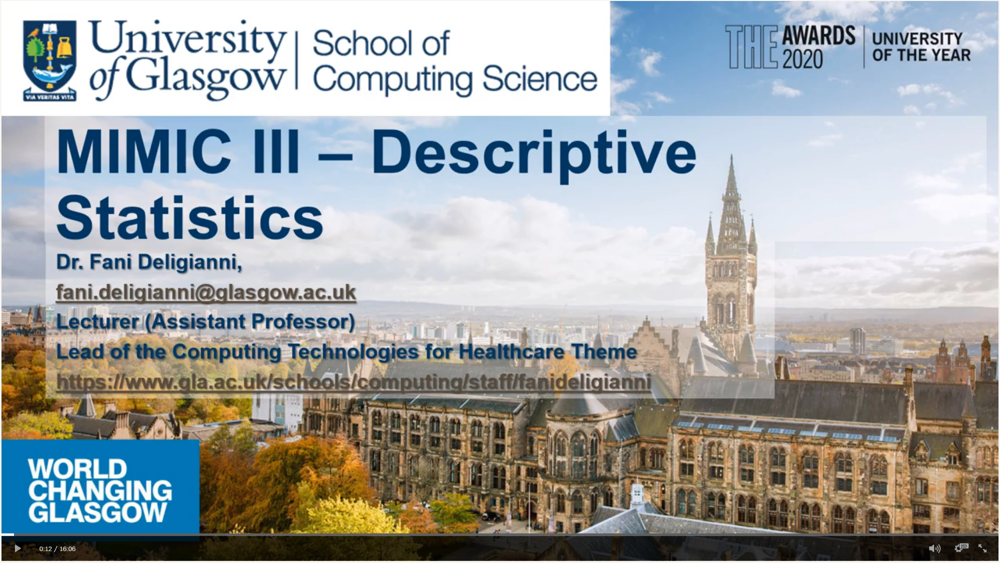 University
of Glasgow
School of
Computing Science
VIA VERITAS VITA
THE AWARDS
2020
UNIVERSITY
OF THE YEAR
MIMIC III – Descriptive
Statistics
Dr. Fani Deligianni,
fani.deligianni@glasgow.ac.uk
Lecturer (Assistant Professor)
Lead of the Computing Technologies for Healthcare Theme
https://www.gla.ac.uk/schools/computing/staff/fanideligianni
WORLD
CHANGING
GLASGOW
0:12 / 16:06
HD